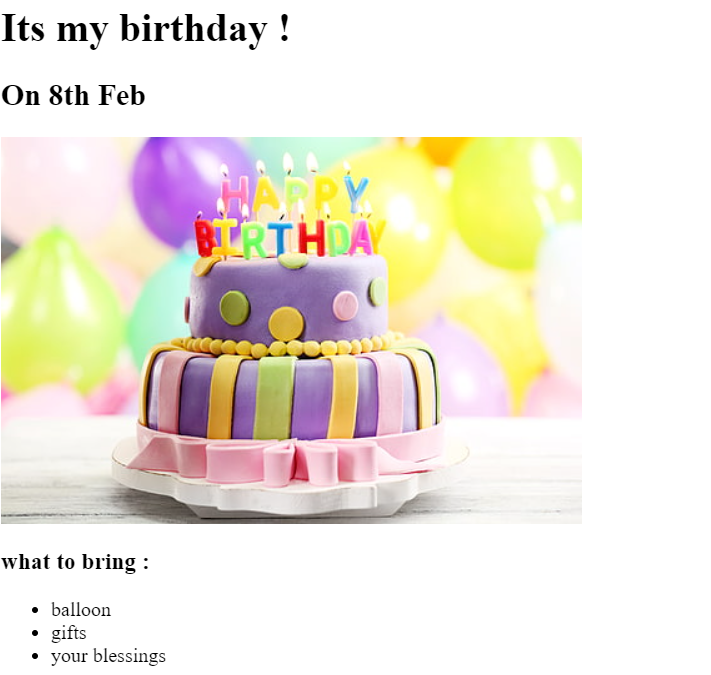 Its my birthday !
On 8th Feb
HAPPY
BIRTHDAY
what to bring :
balloon
gifts
your blessings